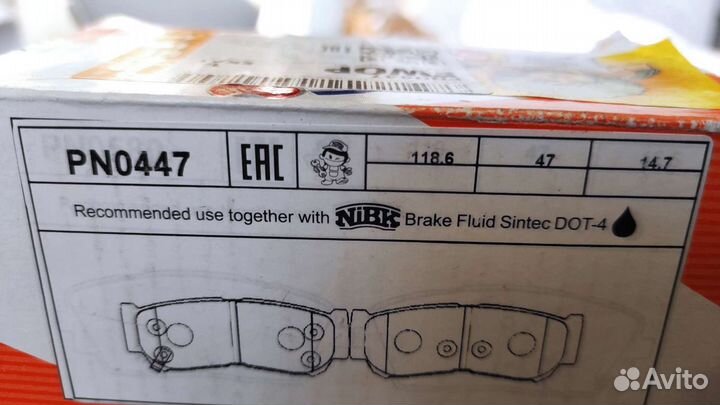 PN0447 EAC 118.6 47 14.7
Recommended use together with NiBK Brake Fluid Sintec DOT-4
Avito